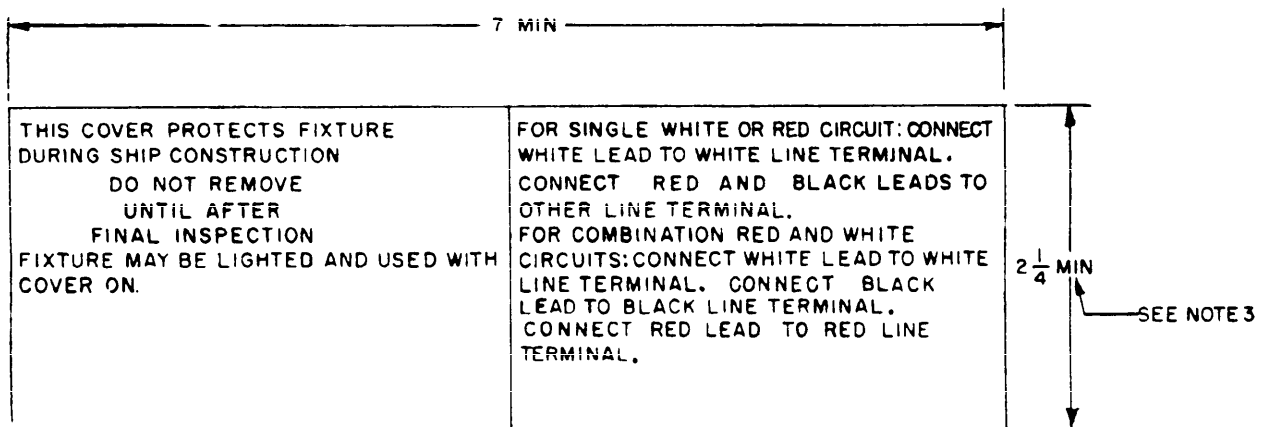 7 MIN
THIS COVER PROTECTS FIXTURE
DURING SHIP CONSTRUCTION
DO NOT REMOVE
UNTIL AFTER
FINAL INSPECTION
FIXTURE MAY BE LIGHTED AND USED WITH
COVER ON.
FOR SINGLE WHITE OR RED CIRCUIT: CONNECT
WHITE LEAD TO WHITE LINE TERMINAL.
CONNECT RED AND BLACK LEADS TO
OTHER LINE TERMINAL.
FOR COMBINATION RED AND WHITE
CIRCUITS: CONNECT WHITE LEAD TO WHITE
LINE TERMINAL. CONNECT BLACK
LEAD TO BLACK LINE TERMINAL.
CONNECT RED LEAD TO RED LINE
TERMINAL.
2 1/4 MIN
SEE NOTE 3